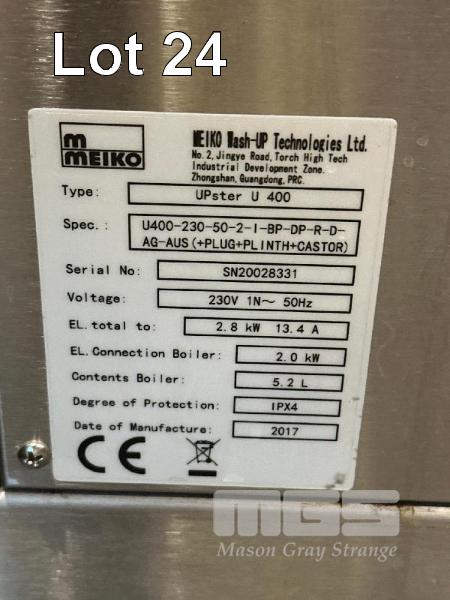 Lot 24
m
MEIKO
MEIKO Wash-UP Technologies Ltd.
No. 2, Jingye Road, Torch High Tech
Industrial Development Zone.
Zhongshan, Guangdong, PRC.
Type: UPster U 400
Spec.: U400-230-50-2-I-BP-DP-R-D-
AG-AUS(+PLUG+PLINTH+CASTOR)
Serial No: SN20028331
Voltage: 230V 1N~ 50Hz
EL.total to: 2.8 kW 13.4 A
EL.Connection Boiler: 2.0 kW
Contents Boiler: 5.2 L
Degree of Protection: IPX4
Date of Manufacture: 2017
CE
MGS
Mason Gray Strange